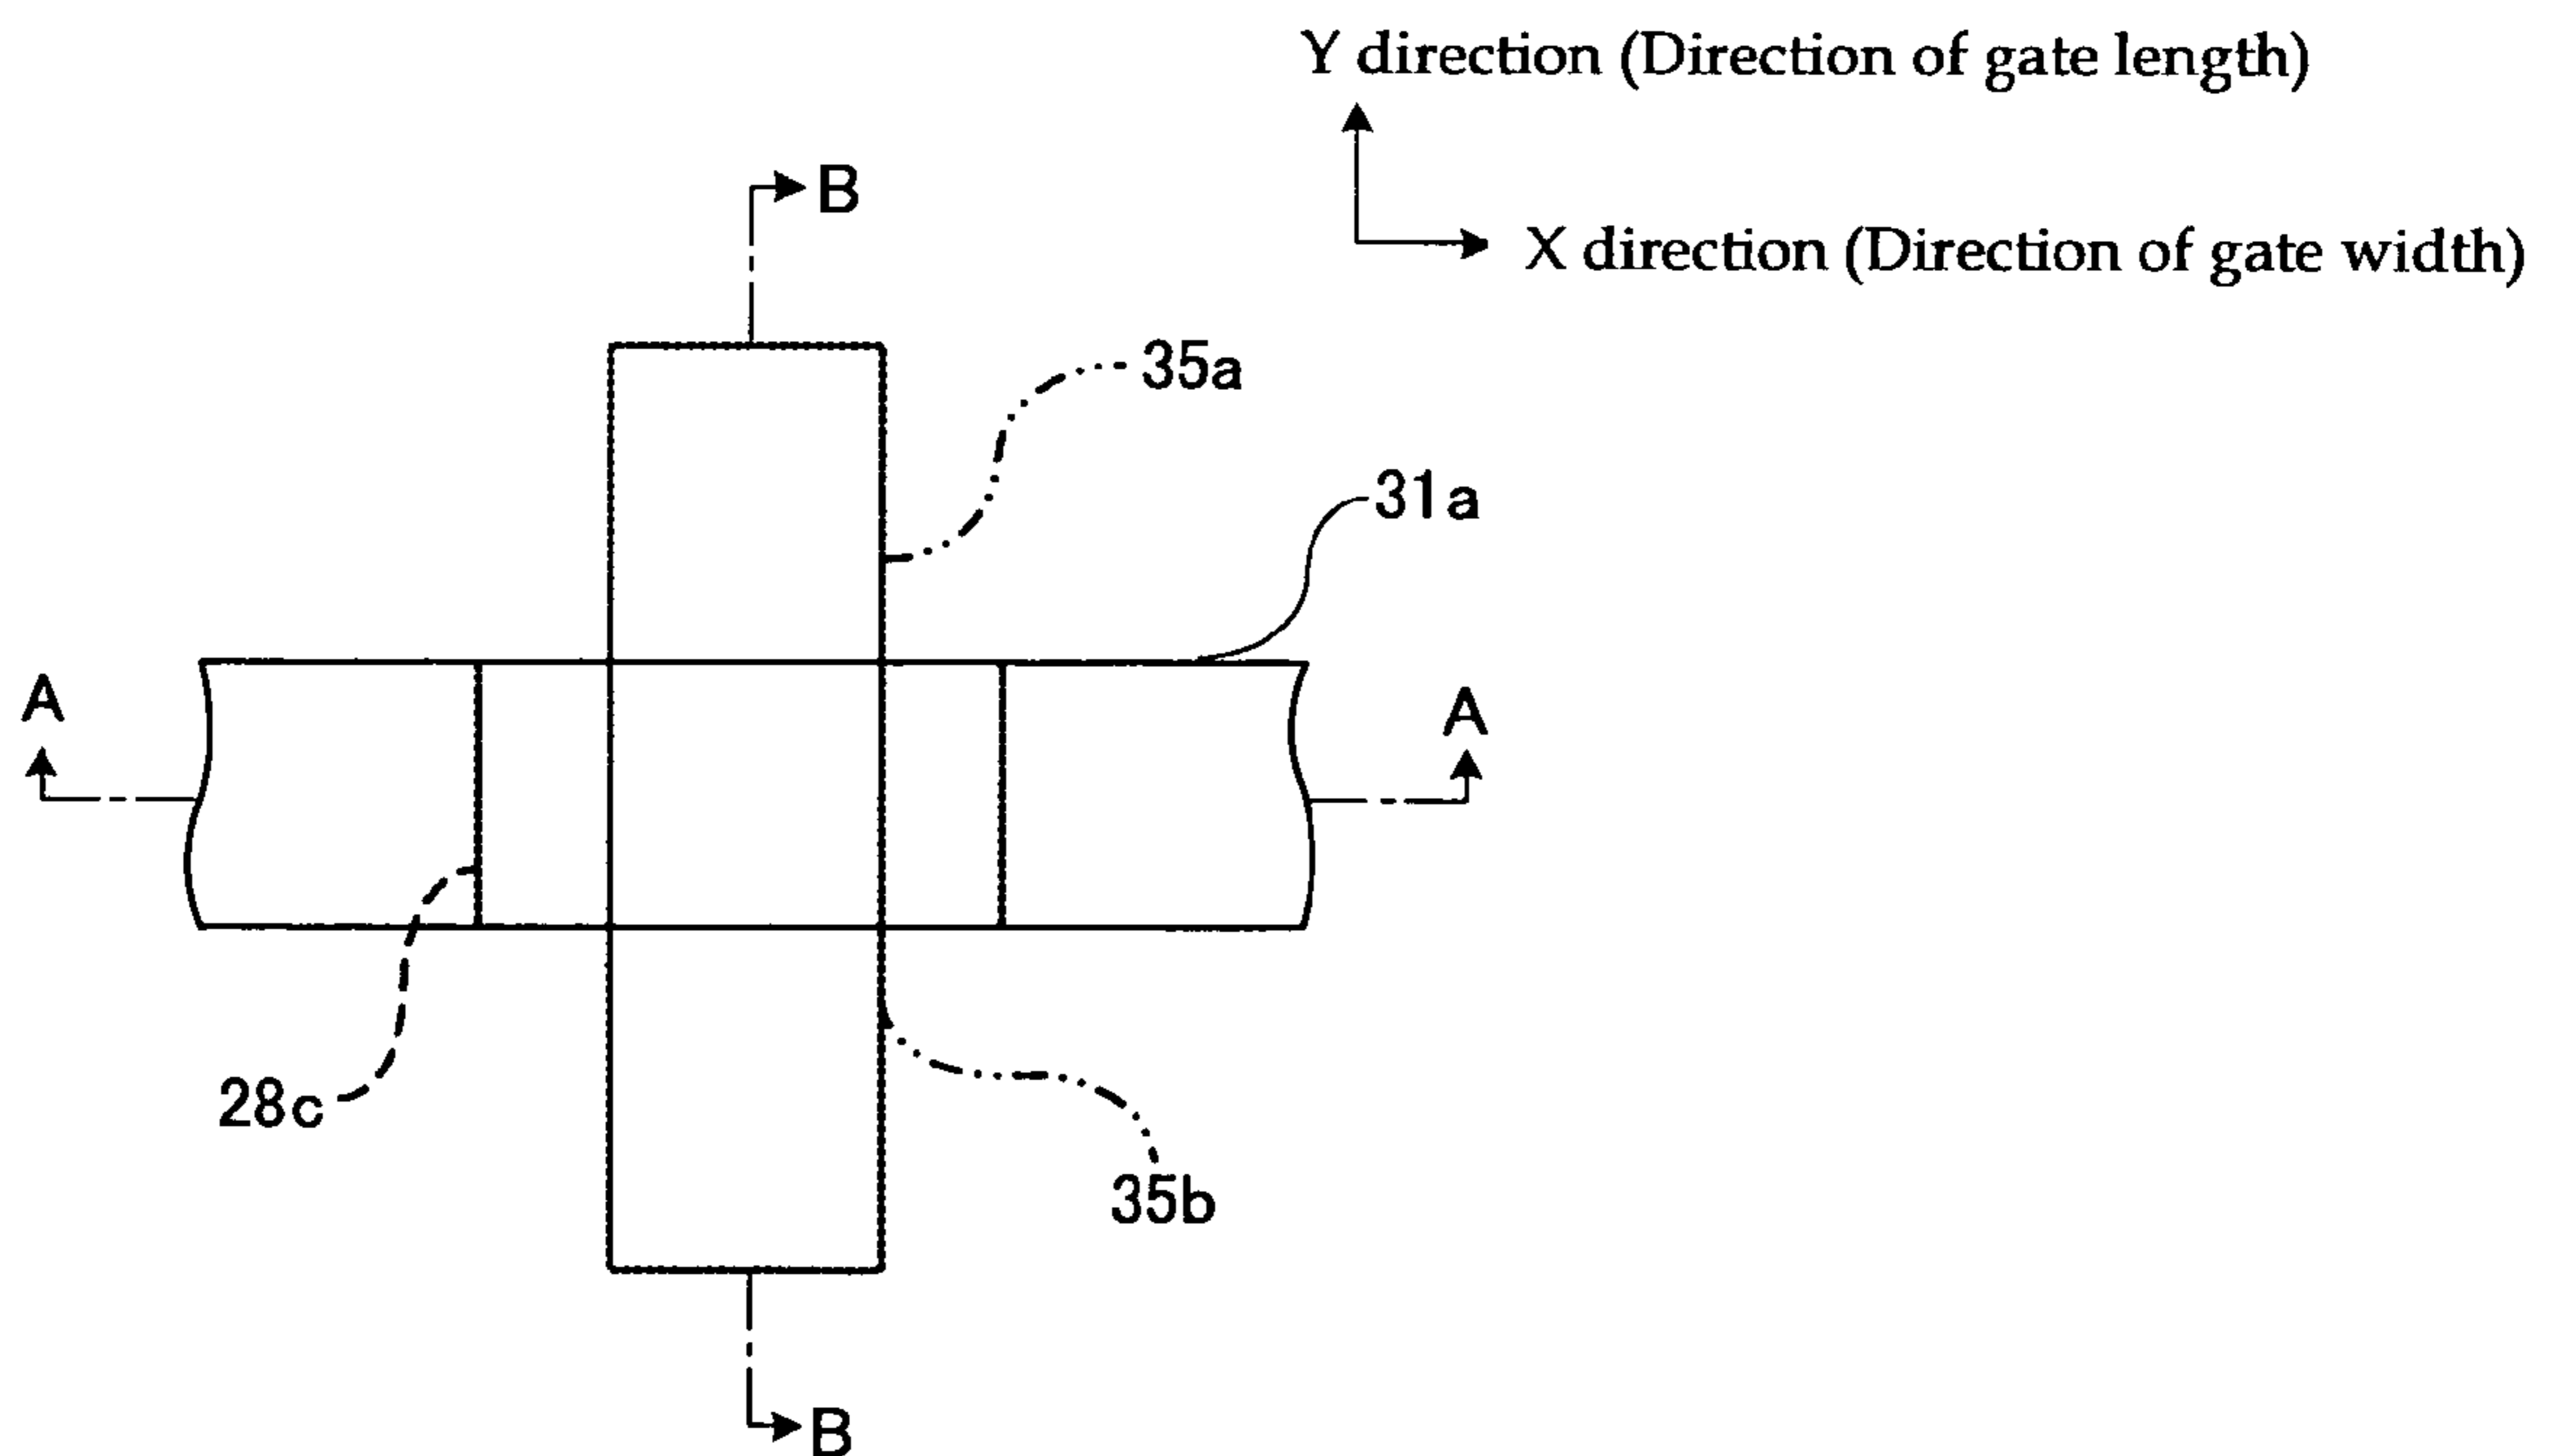 Y direction (Direction of gate length)
X direction (Direction of gate width)
B
35a
31a
A
A
28c
35b
B